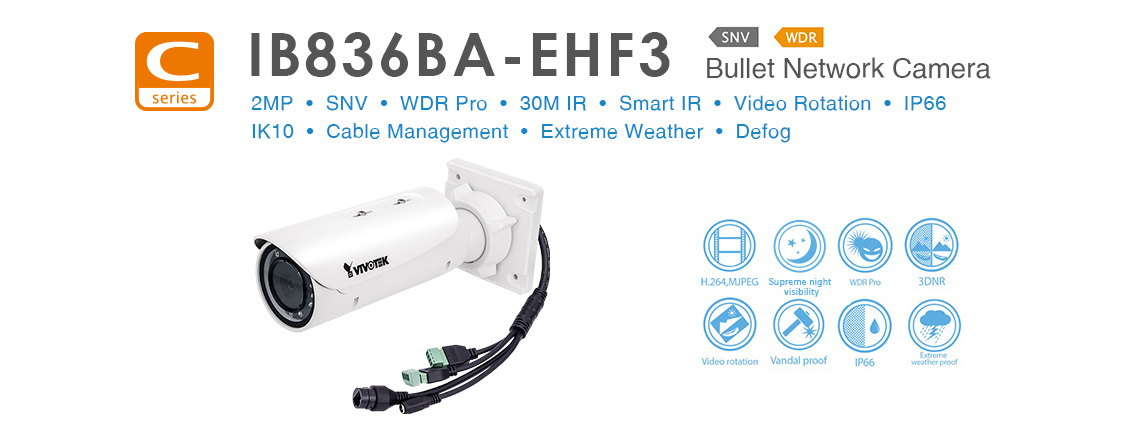 C
series
IB836BA-EHF3
SNV
WDR
Bullet Network Camera
2MP • SNV • WDR Pro • 30M IR • Smart IR • Video Rotation • IP66
IK10 • Cable Management • Extreme Weather • Defog
VIVOTEK
H.264,MJPEG
Supreme night
visibility
WDR Pro
3DNR
Video rotation
Vandal proof
IP66
Extreme
weather proof